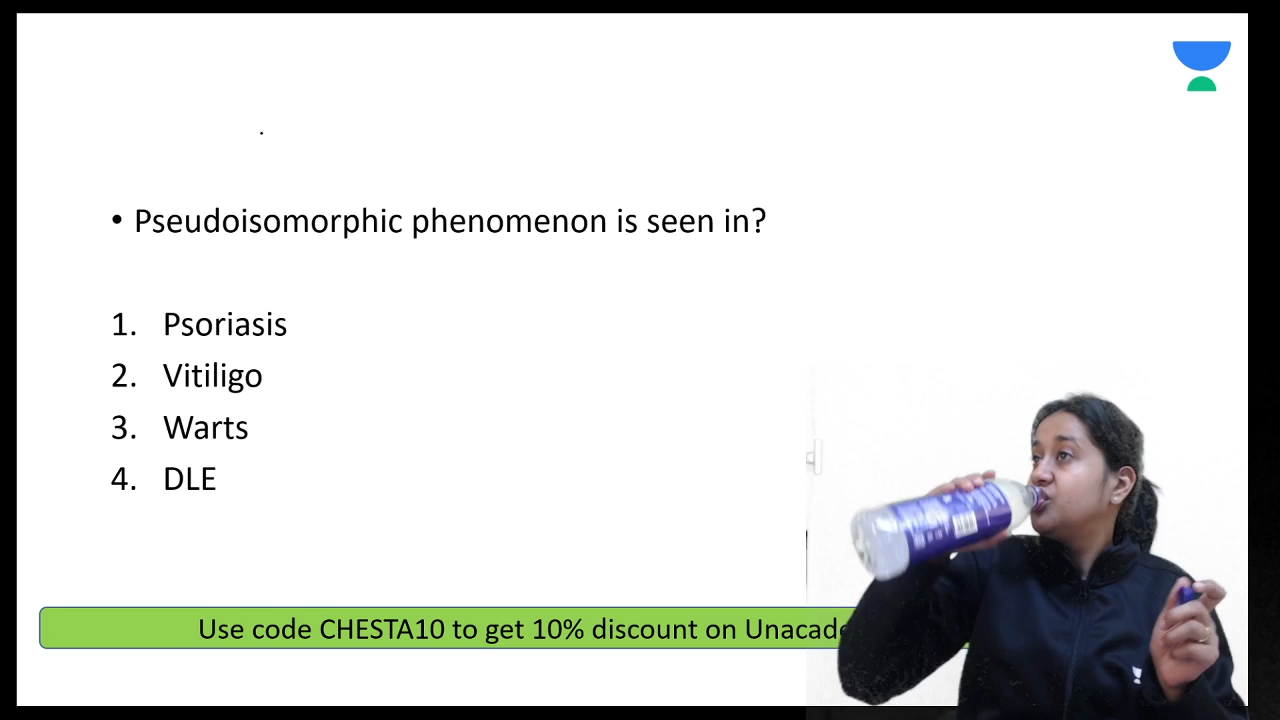 • Pseudoisomorphic phenomenon is seen in?
1. Psoriasis
2. Vitiligo
3. Warts
4. DLE
Use code CHESTA10 to get 10% discount on